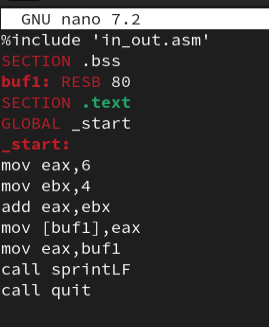 GNU nano 7.2
%include 'in_out.asm'
SECTION .bss
buf1: RESB 80
SECTION .text
GLOBAL _start
_start:
mov eax,6
mov ebx,4
add eax,ebx
mov [buf1],eax
mov eax,buf1
call sprintLF
call quit